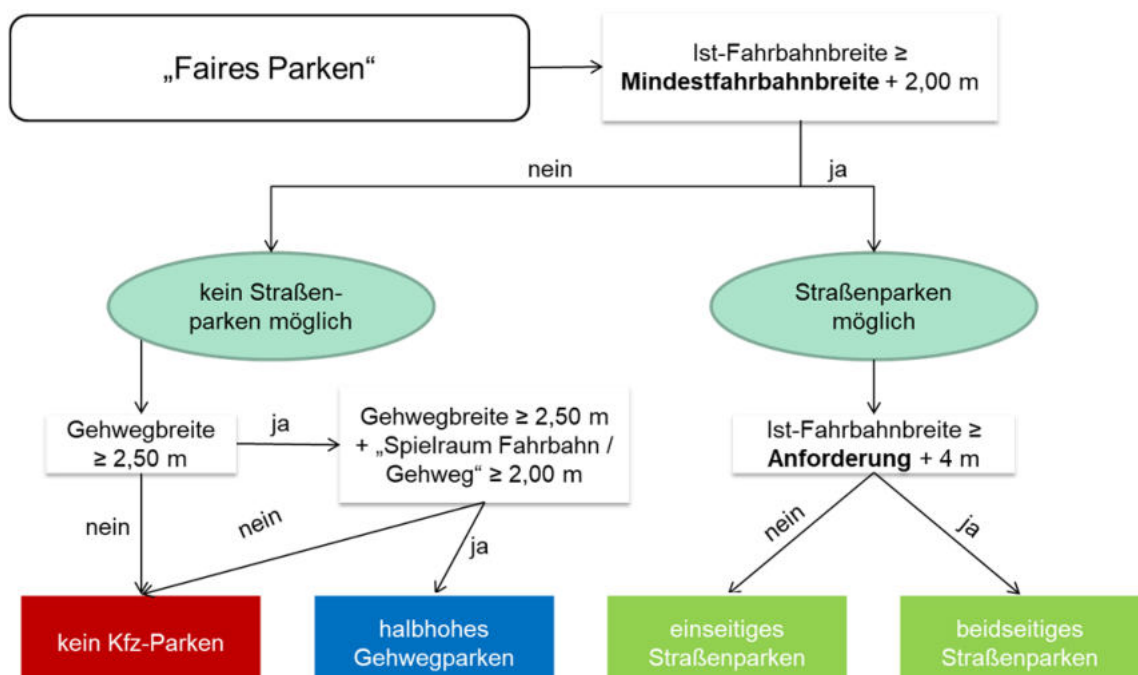 „Faires Parken“
Ist-Fahrbahnbreite ≥
Mindestfahrbahnbreite + 2,00 m
nein
ja
kein Straßen-
parken möglich
Straßenparken
möglich
Gehwegbreite
≥ 2,50 m
ja
Gehwegbreite ≥ 2,50 m
+ „Spielraum Fahrbahn /
Gehweg“ ≥ 2,00 m
Ist-Fahrbahnbreite ≥
Anforderung + 4 m
nein
nein
ja
nein
ja
kein Kfz-Parken
halbhohes
Gehwegparken
einseitiges
Straßenparken
beidseitiges
Straßenparken